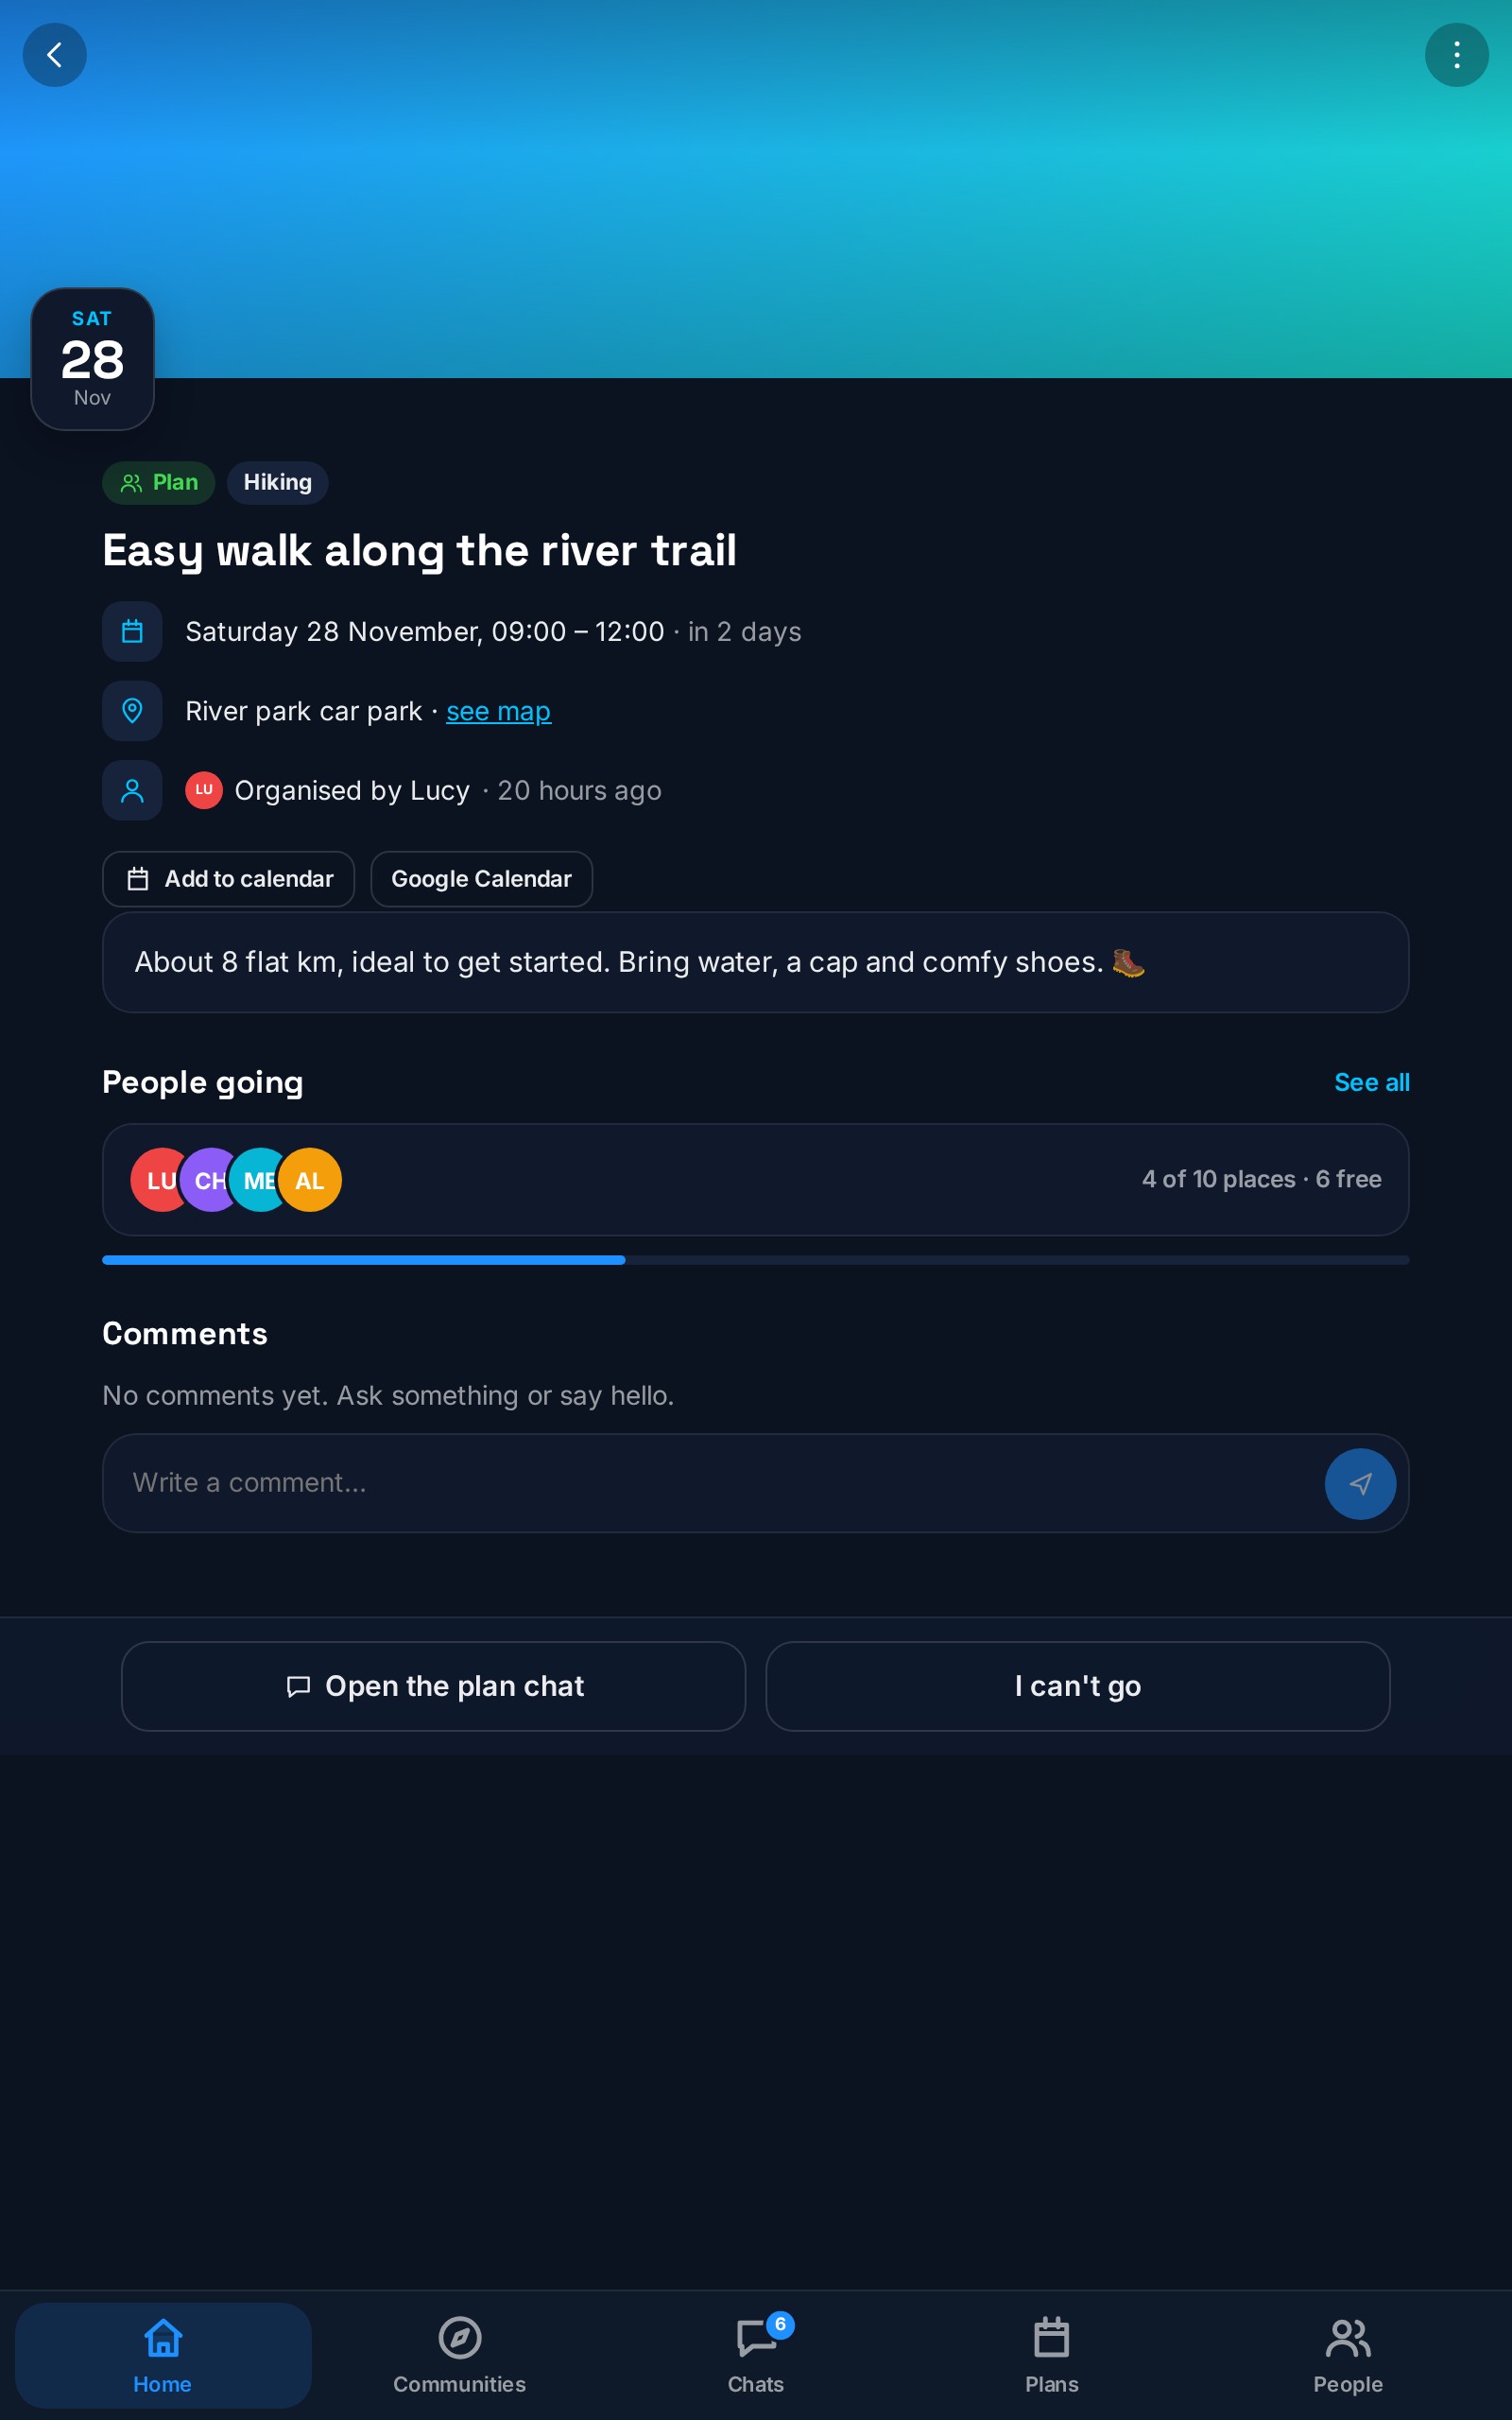 SAT
28
Nov
Plan
Hiking
Easy walk along the river trail
Saturday 28 November, 09:00 – 12:00 · in 2 days
River park car park · see map
LU Organised by Lucy · 20 hours ago
Add to calendar
Google Calendar
About 8 flat km, ideal to get started. Bring water, a cap and comfy shoes. 🥾
People going
See all
LU CH ME AL
4 of 10 places · 6 free
Comments
No comments yet. Ask something or say hello.
Write a comment...
Open the plan chat
I can't go
6
Home
Communities
Chats
Plans
People